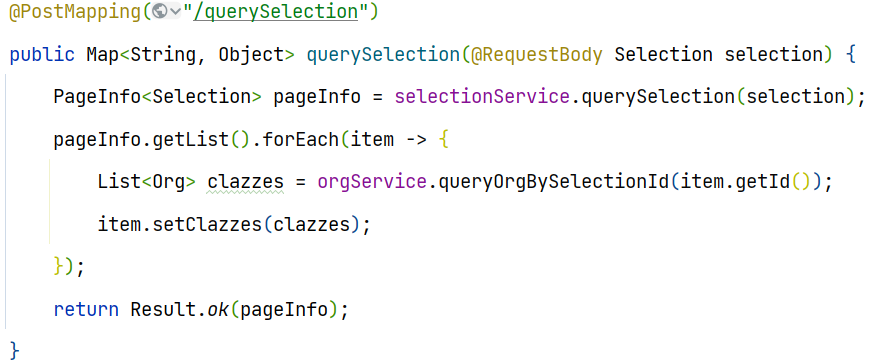 @PostMapping("/querySelection")
public Map<String, Object> querySelection(@RequestBody Selection selection) {
    PageInfo<Selection> pageInfo = selectionService.querySelection(selection);
    pageInfo.getList().forEach(item -> {
        List<Org> clazzes = orgService.queryOrgBySelectionId(item.getId());
        item.setClazzes(clazzes);
    });
    return Result.ok(pageInfo);
}